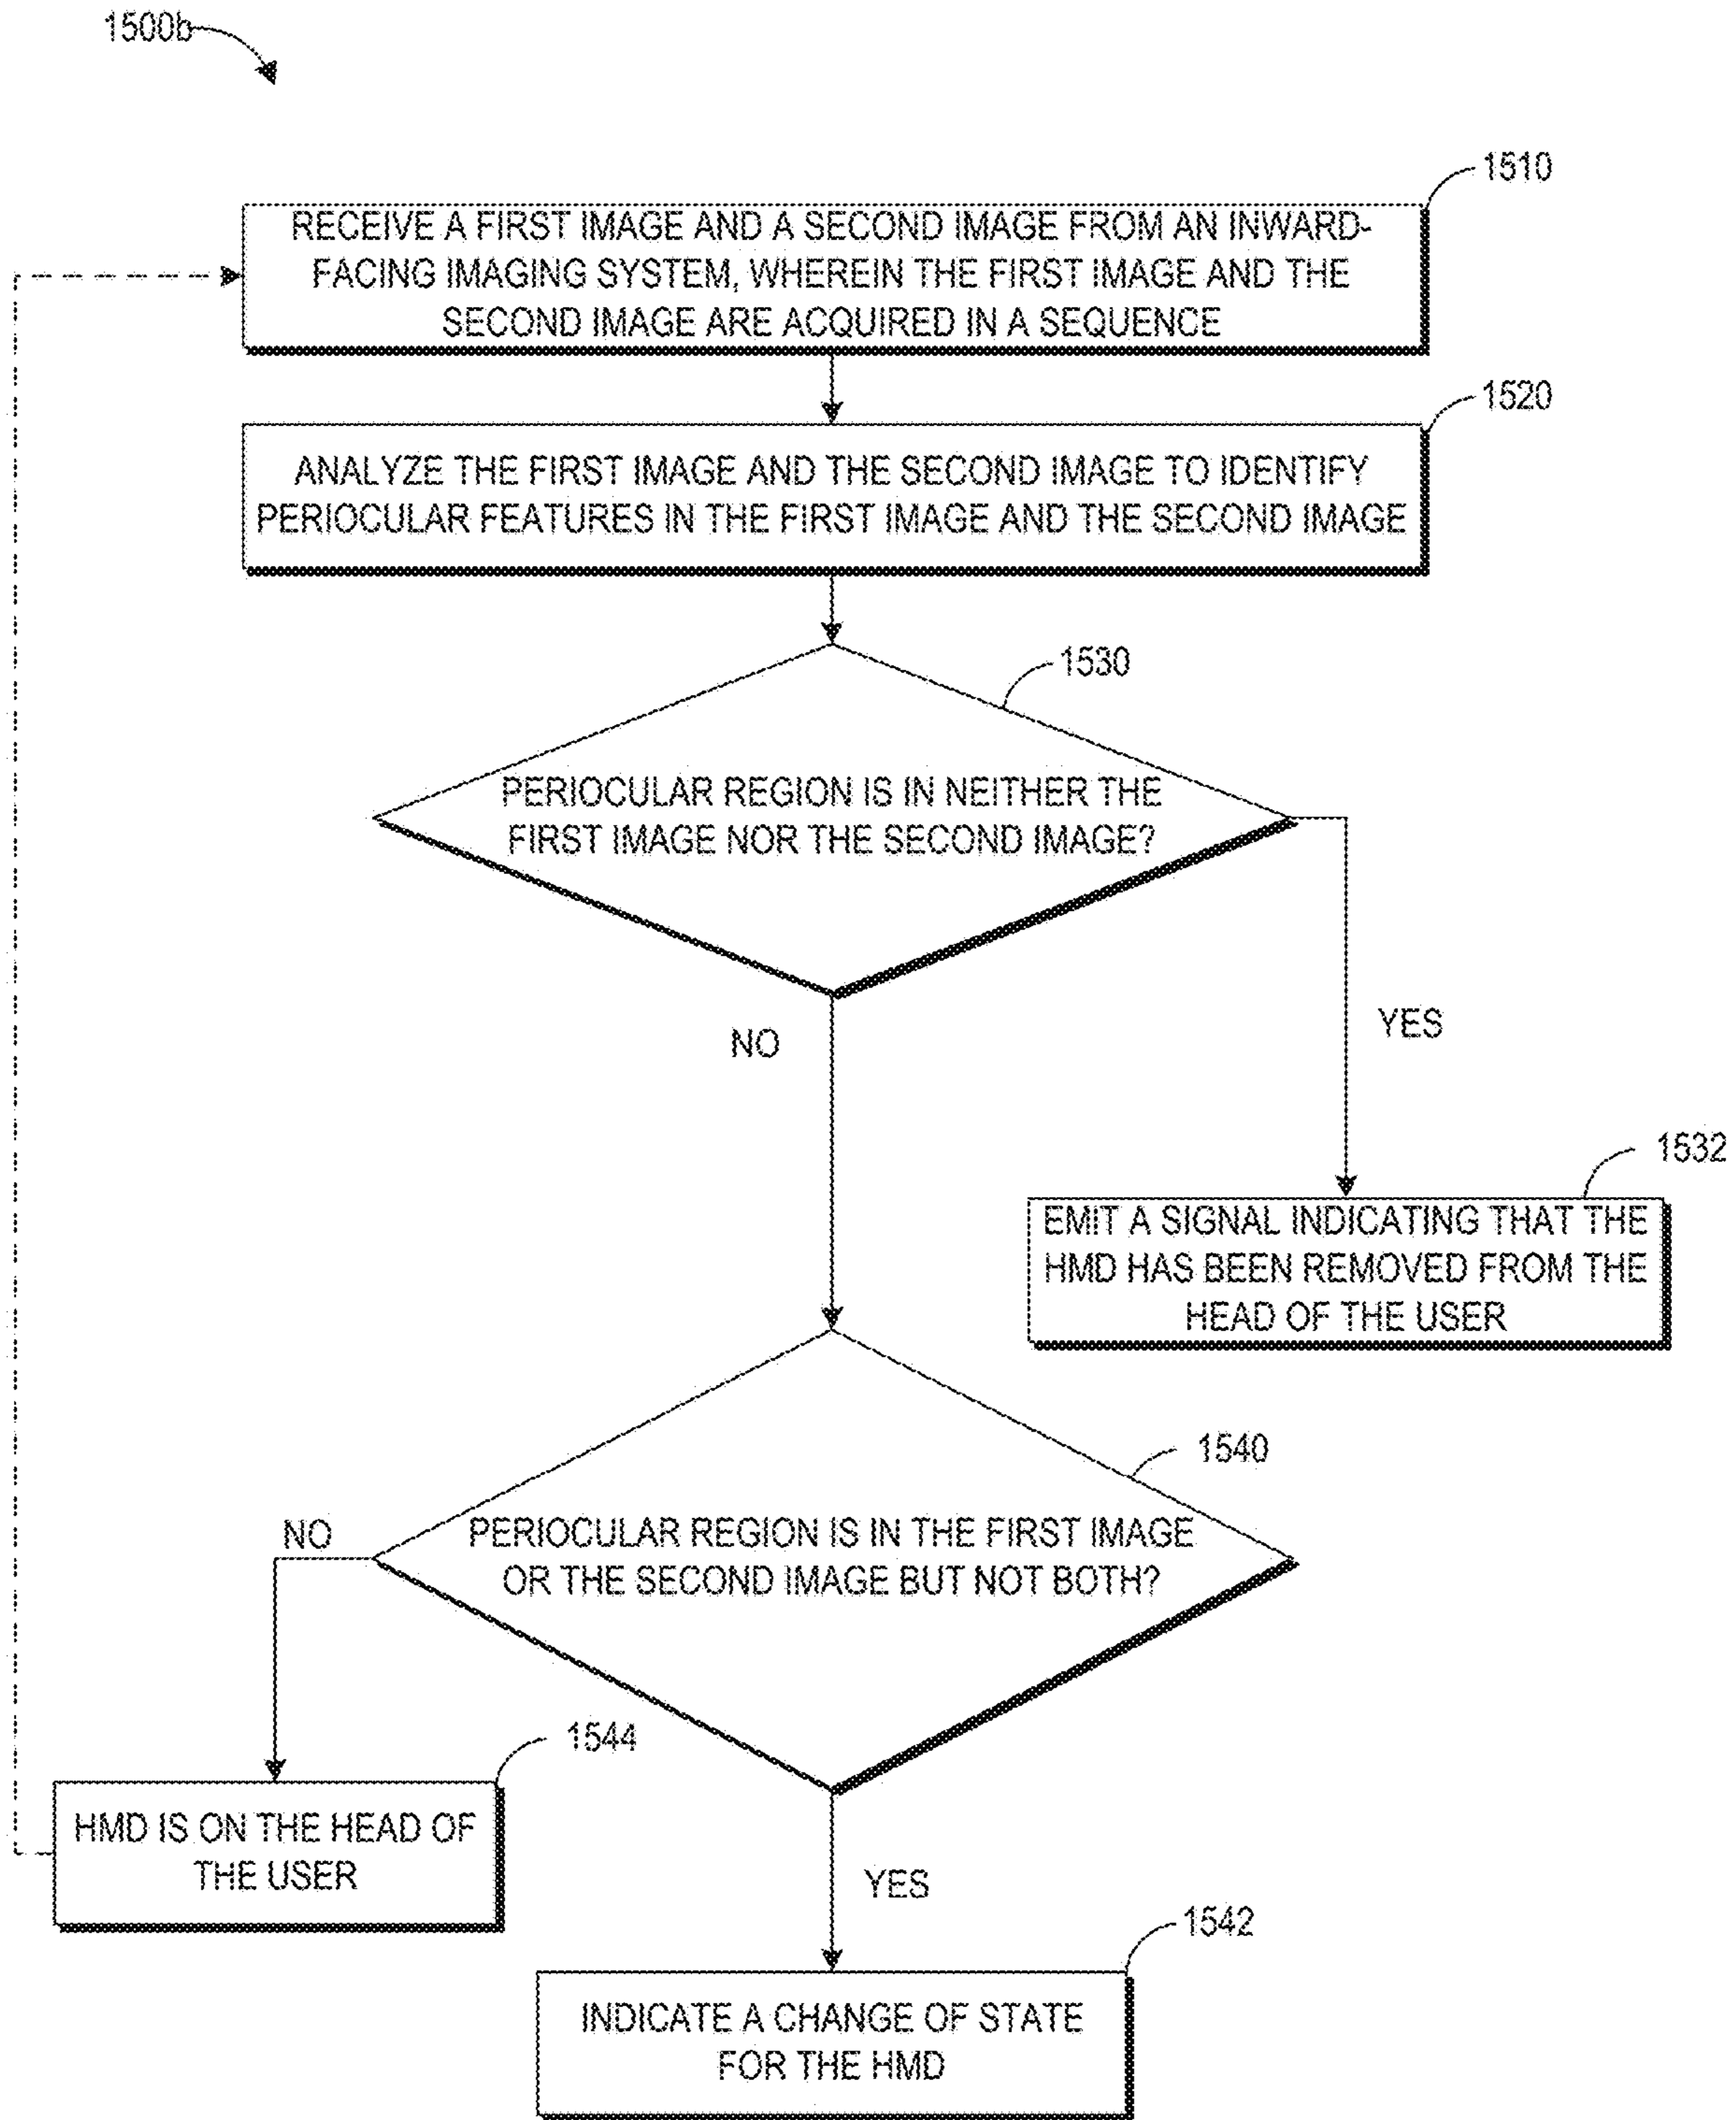 1500b
1510
RECEIVE A FIRST IMAGE AND A SECOND IMAGE FROM AN INWARD-
FACING IMAGING SYSTEM, WHEREIN THE FIRST IMAGE AND THE
SECOND IMAGE ARE ACQUIRED IN A SEQUENCE
1520
ANALYZE THE FIRST IMAGE AND THE SECOND IMAGE TO IDENTIFY
PERIOCULAR FEATURES IN THE FIRST IMAGE AND THE SECOND IMAGE
1530
PERIOCULAR REGION IS IN NEITHER THE
FIRST IMAGE NOR THE SECOND IMAGE?
YES
NO
1532
EMIT A SIGNAL INDICATING THAT THE
HMD HAS BEEN REMOVED FROM THE
HEAD OF THE USER
1540
PERIOCULAR REGION IS IN THE FIRST IMAGE
OR THE SECOND IMAGE BUT NOT BOTH?
NO
1544
HMD IS ON THE HEAD OF
THE USER
YES
1542
INDICATE A CHANGE OF STATE
FOR THE HMD